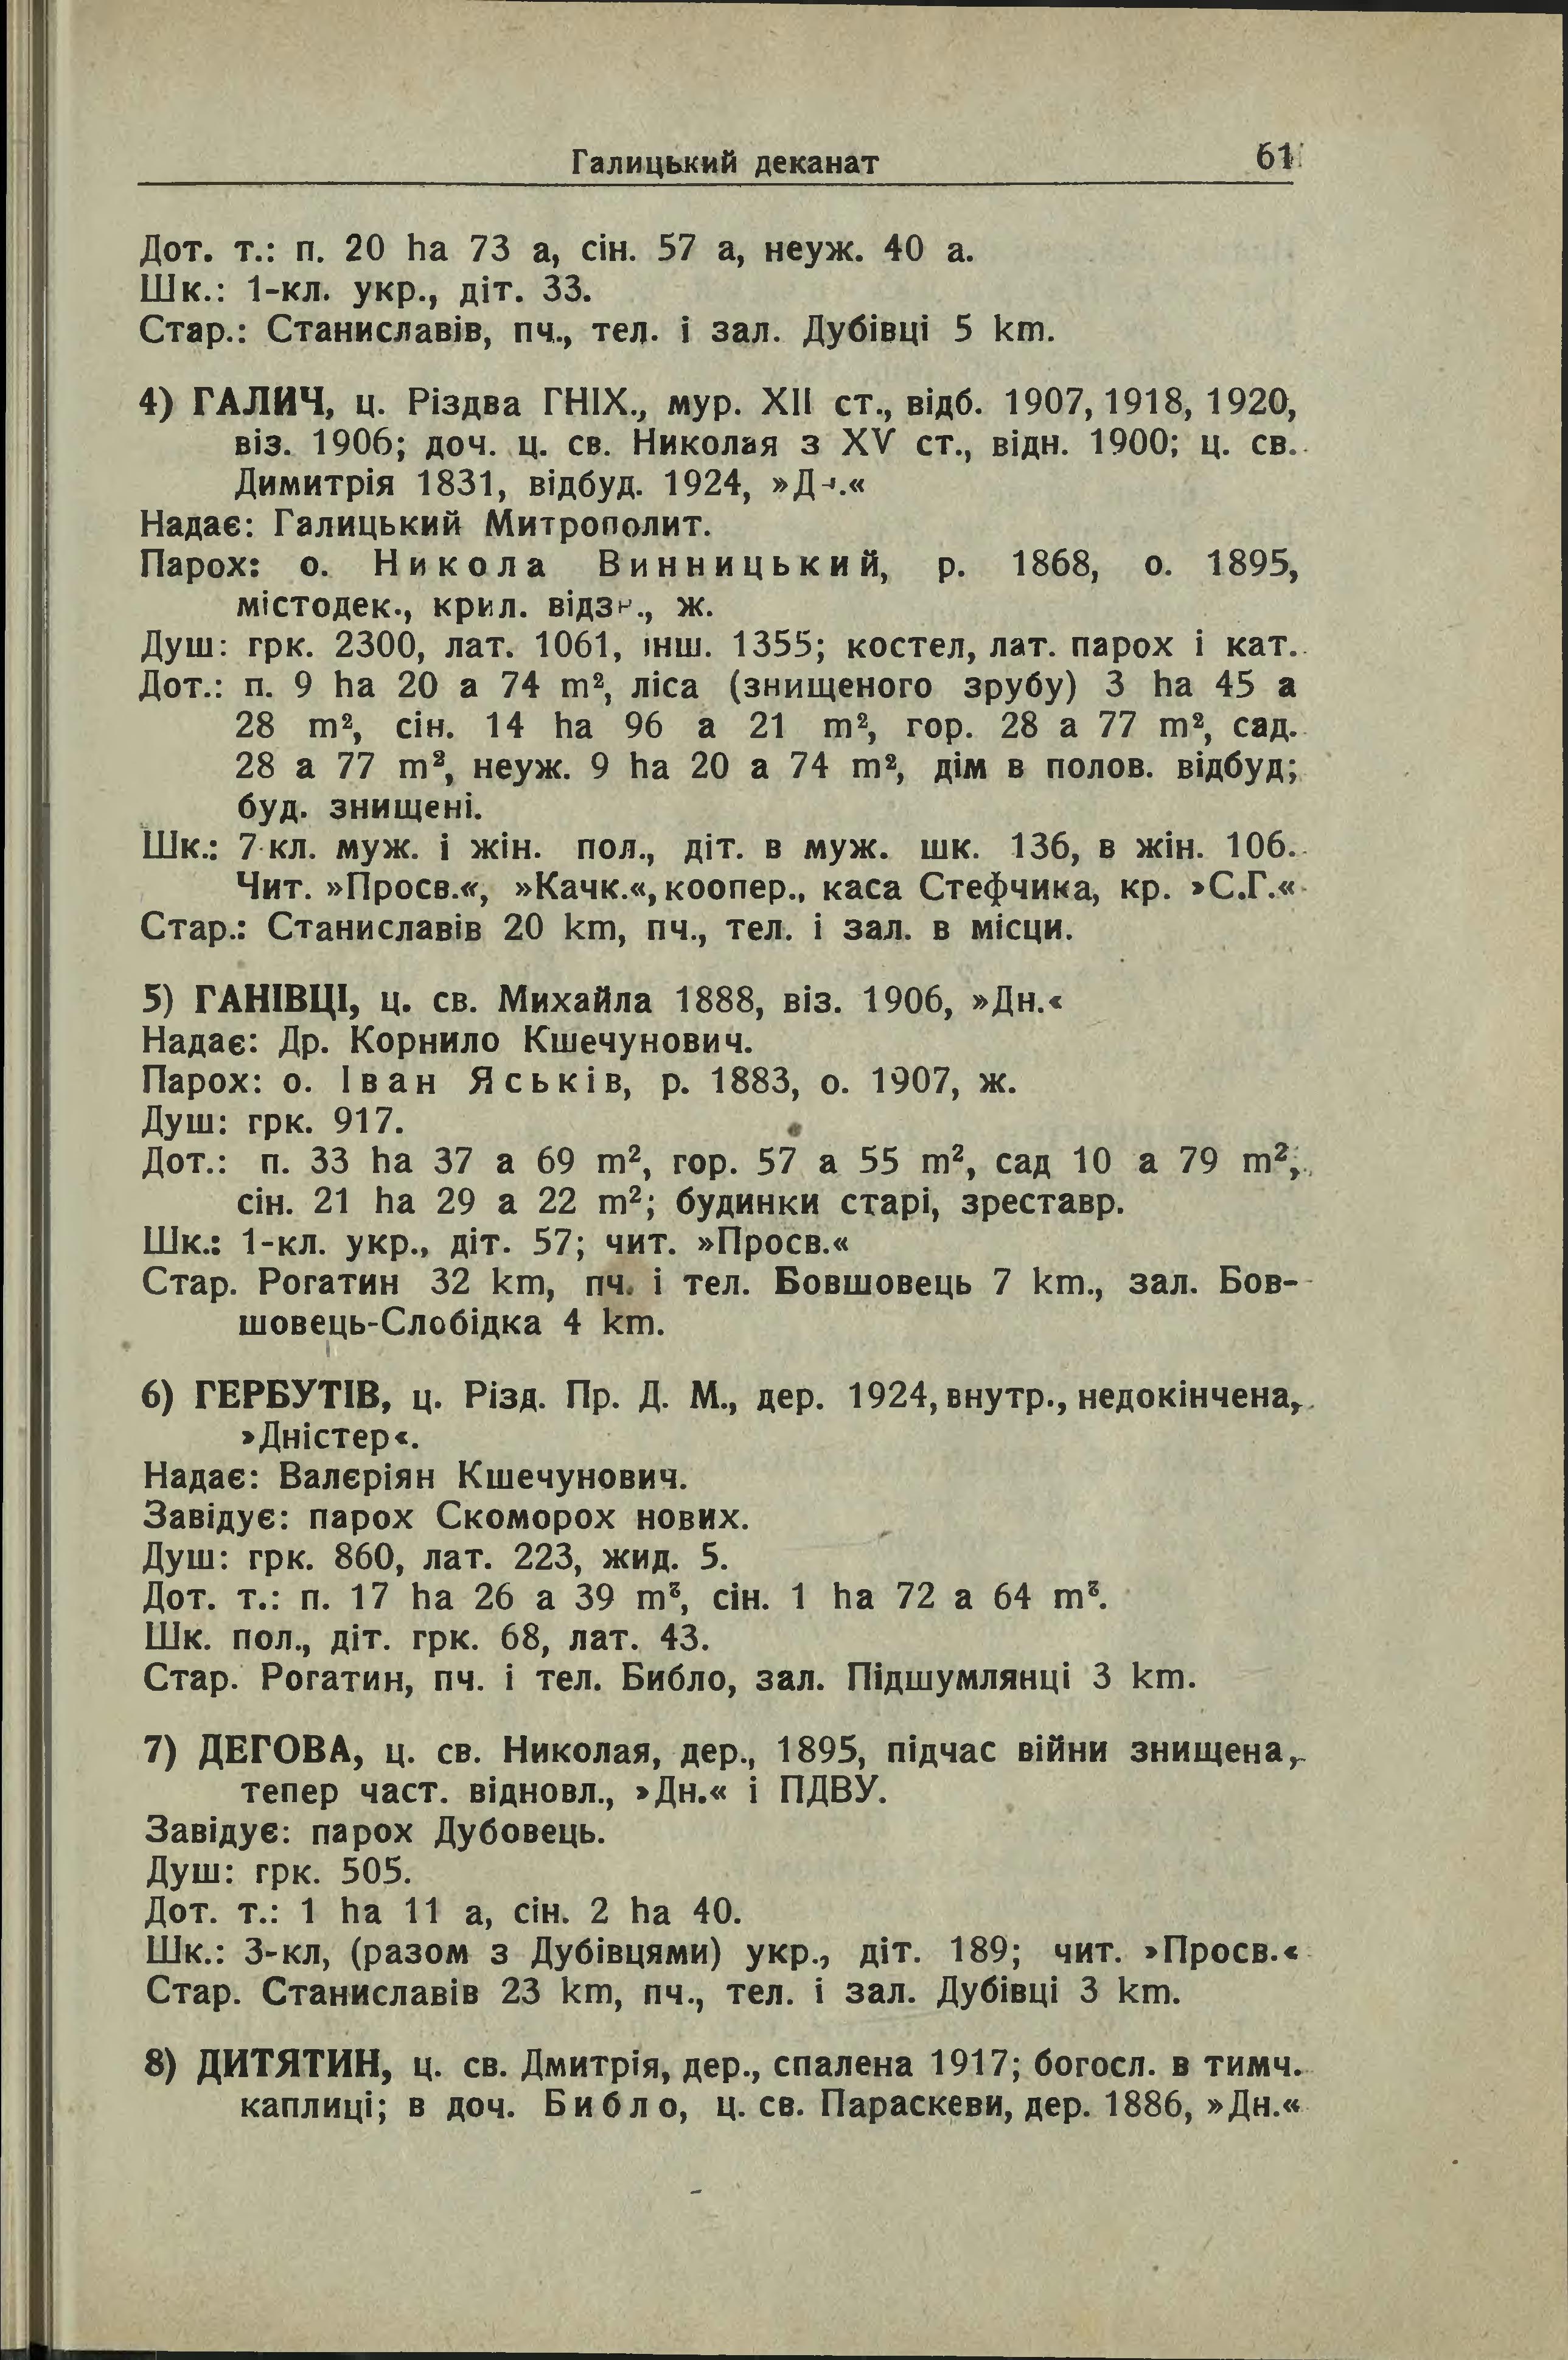 Галицький деканат 61
Дот. т.: п. 20 ha 73 а, сін. 57 а, неуж. 40 а.
Шк.: 1-кл. укр., діт. 33.
Стар.: Станиславів, пч., тел. і зал. Дубівці 5 km.
4) ГАЛИЧ, ц. Різдва ГНІХ., мур. XII ст., відб. 1907, 1918, 1920,
віз. 1906; доч. ц. св. Николая з XV ст., відн. 1900; ц. св.
Димитрія 1831, відбуд. 1924, »Дн.«
Надає: Галицький Митрополит.
Парох: о. Никола Винницький, р. 1868, о. 1895,
містодек., крил. відзн., ж.
Душ: грк. 2300, лат. 1061, інш. 1355; костел, лат. парох і кат.
Дот.: п. 9 ha 20 а 74 m², ліса (знищеного зрубу) 3 ha 45 а
28 m², сін. 14 ha 96 а 21 m², гор. 28 а 77 m², сад.
28 а 77 m², неуж. 9 ha 20 а 74 m², дім в полов. відбуд;
буд. знищені.
Шк.: 7 кл. муж. і жін. пол., діт. в муж. шк. 136, в жін. 106.
Чит. »Просв.«, »Качк.«, коопер., каса Стефчика, кр. »С.Г.«
Стар.: Станиславів 20 km, пч., тел. і зал. в місци.
5) ГАНІВЦІ, ц. св. Михайла 1888, віз. 1906, »Дн.«
Надає: Др. Корнило Кшечунович.
Парох: о. Іван Яськів, р. 1883, о. 1907, ж.
Душ: грк. 917.
Дот.: п. 33 ha 37 а 69 m², гор. 57 а 55 m², сад 10 а 79 m²,
сін. 21 ha 29 а 22 m²; будинки старі, зреставр.
Шк.: 1-кл. укр., діт. 57; чит. »Просв.«
Стар. Рогатин 32 km, пч. і тел. Бовшовець 7 km., зал. Бов-
шовець-Слобідка 4 km.
6) ГЕРБУТІВ, ц. Різд. Пр. Д. М., дер. 1924, внутр., недокінчена,
»Дністер«.
Надає: Валєріян Кшечунович.
Завідує: парох Скоморох нових.
Душ: грк. 860, лат. 223, жид. 5.
Дот. т.: п. 17 ha 26 а 39 m², сін. 1 ha 72 а 64 m².
Шк. пол., діт. грк. 68, лат. 43.
Стар. Рогатин, пч. і тел. Библо, зал. Підшумлянці 3 km.
7) ДЕГОВА, ц. св. Николая, дер., 1895, підчас війни знищена,
тепер част. відновл., »Дн.« і ПДВУ.
Завідує: парох Дубовець.
Душ: грк. 505.
Дот. т.: 1 ha 11 а, сін. 2 ha 40.
Шк.: 3-кл, (разом з Дубівцями) укр., діт. 189; чит. »Просв.«
Стар. Станиславів 23 km, пч., тел. і зал. Дубівці 3 km.
8) ДИТЯТИН, ц. св. Дмитрія, дер., спалена 1917; богосл. в тимч.
каплиці; в доч. Библо, ц. св. Параскеви, дер. 1886, »Дн.«